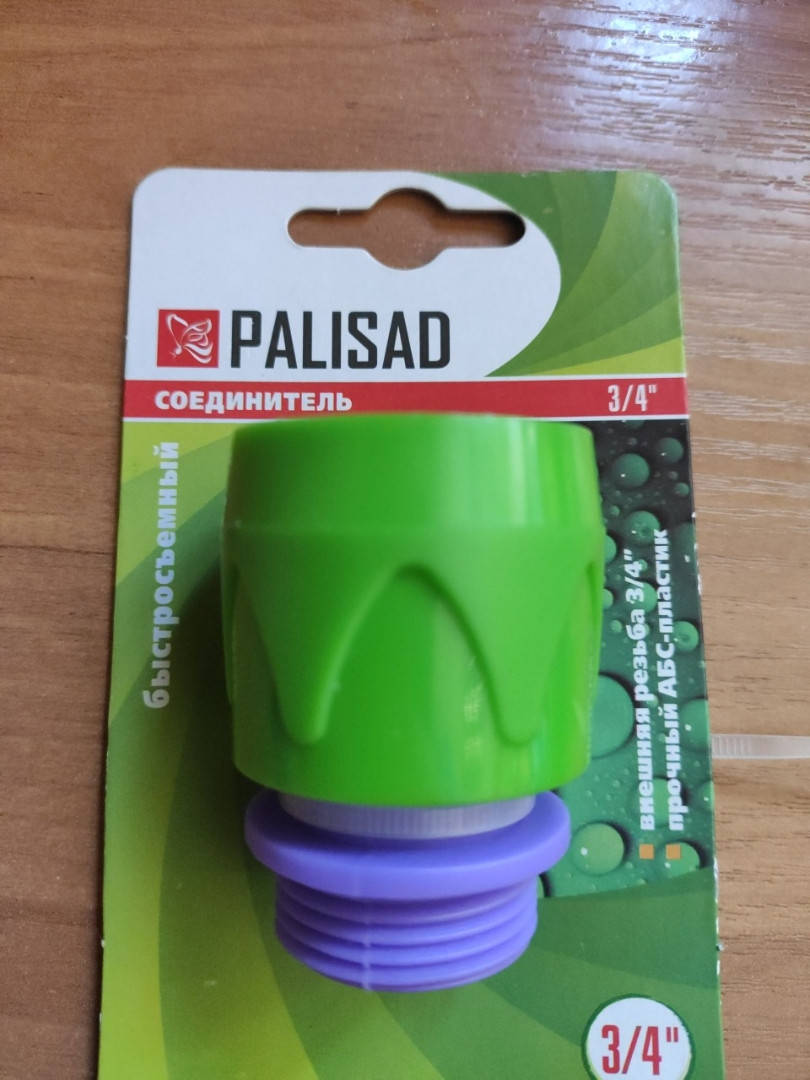 PALISAD
СОЕДИНИТЕЛЬ 3/4"
быстросъемный
внешняя резьба 3/4"
прочный АБС-пластик
3/4"